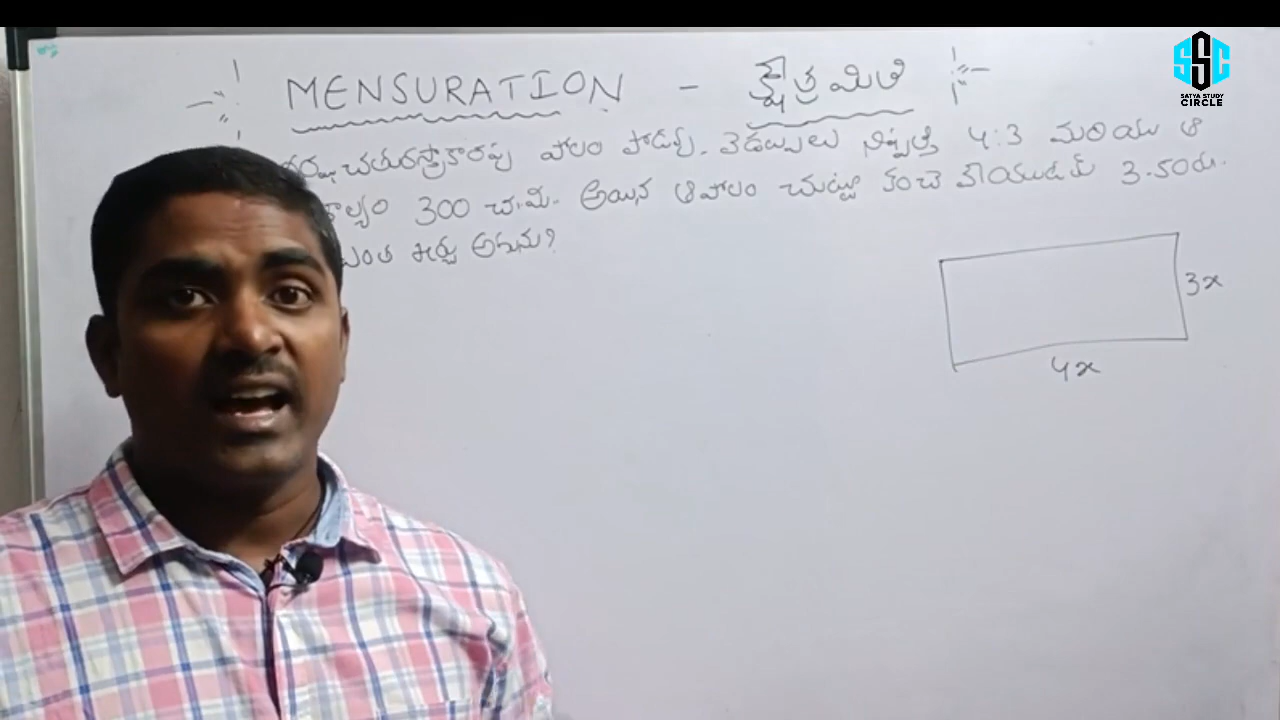 SSC
SATYA STUDY
CIRCLE
MENSURATION - క్షేత్రమితి
చతురస్రాకారపు పొలం పొడవు, వెడల్పులు నిష్పత్తి 4:3 మరియు ఆ
300 చ.మీ. అయిన ఆ పొలం చుట్టూ కంచె వేయుటకు 3.50రు.
ఎంత ఖర్చు అగును?
3x
4x